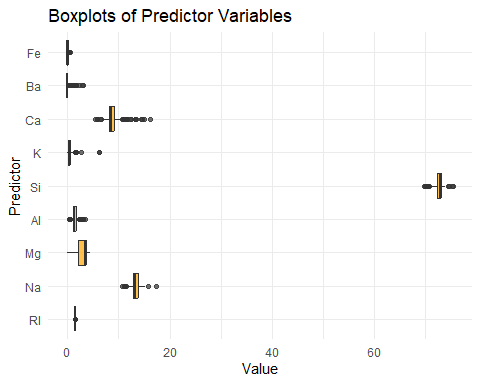 Boxplots of Predictor Variables
Fe
Ba
Ca
K
Si
Al
Mg
Na
RI
Predictor
0
20
40
60
Value